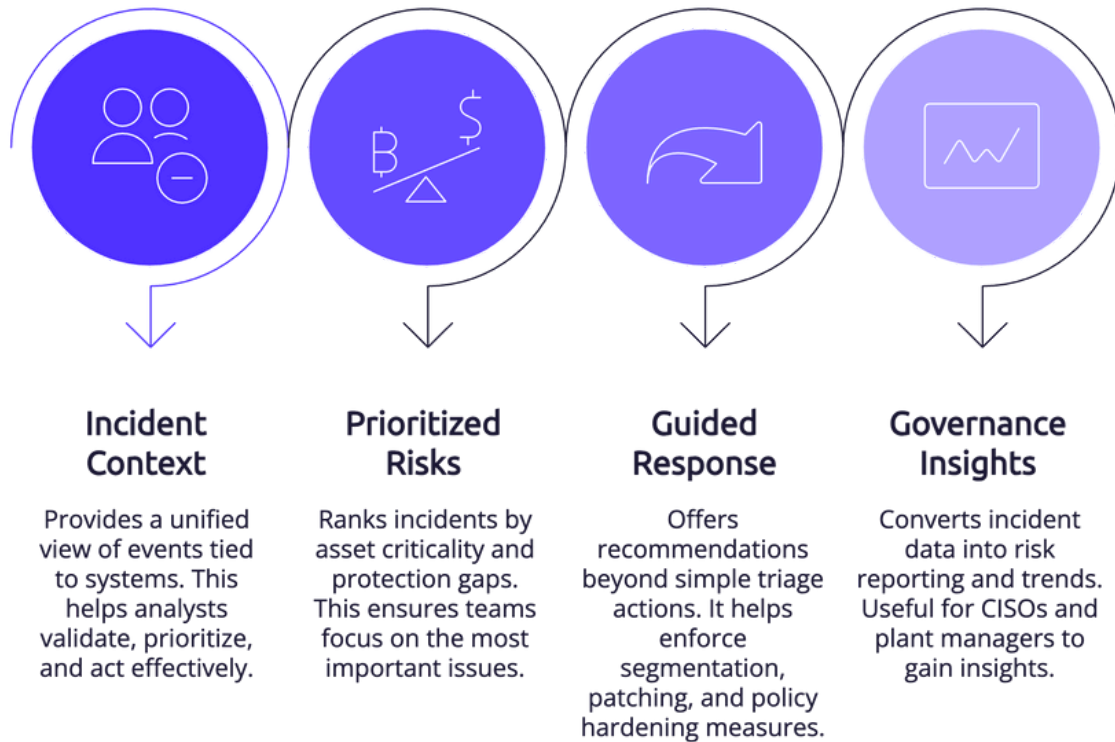 Incident
Context
Provides a unified
view of events tied
to systems. This
helps analysts
validate, prioritize,
and act effectively.
Prioritized
Risks
Ranks incidents by
asset criticality and
protection gaps.
This ensures teams
focus on the most
important issues.
Guided
Response
Offers
recommendations
beyond simple triage
actions. It helps
enforce
segmentation,
patching, and policy
hardening measures.
Governance
Insights
Converts incident
data into risk
reporting and trends.
Useful for CISOs and
plant managers to
gain insights.